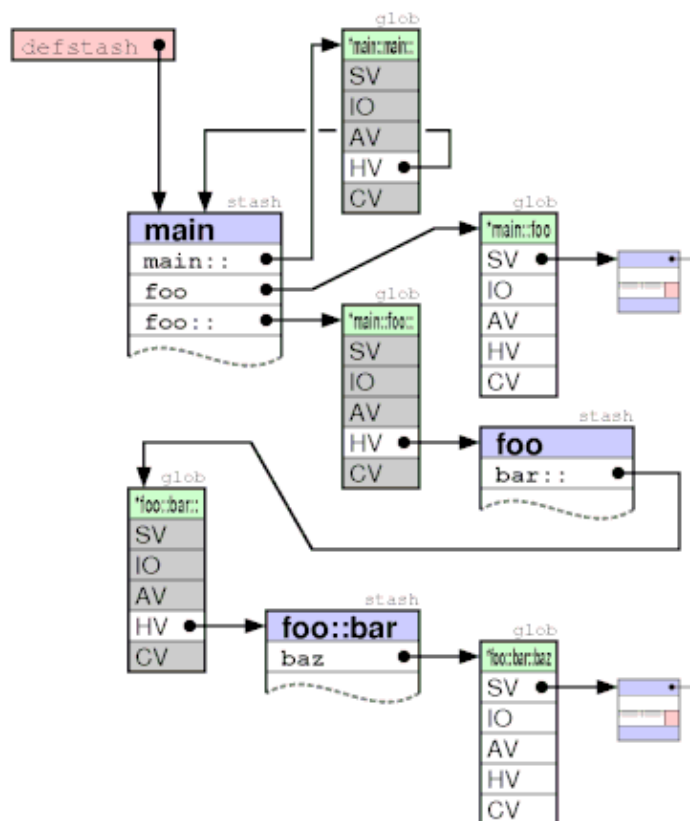 glob
defstash
*main::main::
SV
IO
AV
HV
CV
stash
main
main::
foo
foo::
glob
*main::foo
SV
IO
AV
HV
CV
glob
*main::foo::
SV
IO
AV
HV
CV
stash
foo
bar::
glob
*foo::bar::
SV
IO
AV
HV
CV
stash
foo::bar
baz
glob
*foo::bar::baz
SV
IO
AV
HV
CV